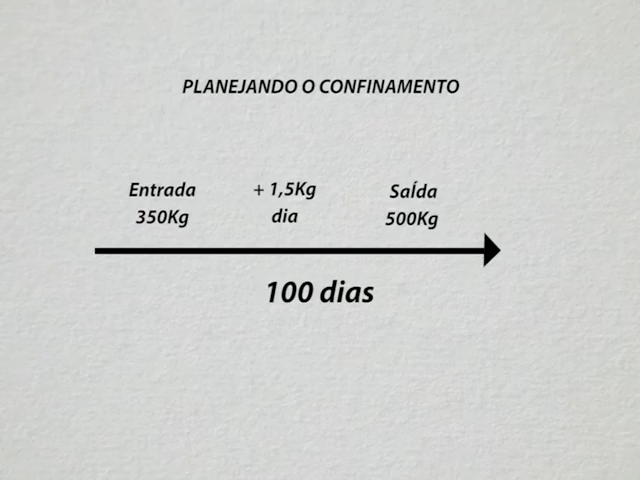 PLANEJANDO O CONFINAMENTO
Entrada
350Kg
+ 1,5Kg
dia
SaÍda
500Kg
100 dias